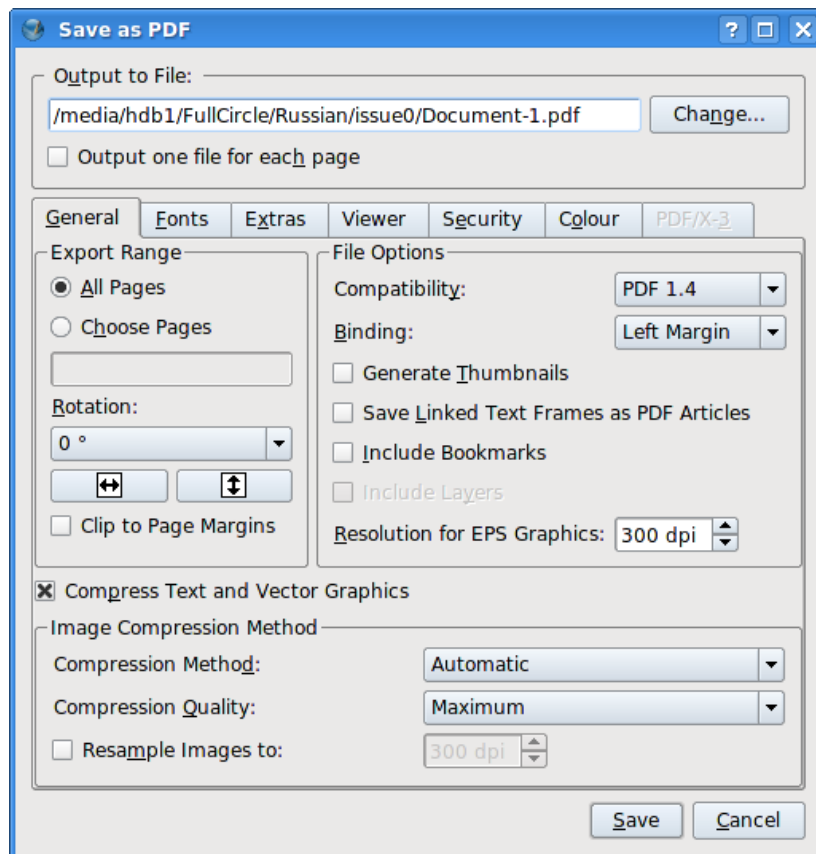 Save as PDF
Output to File:
/media/hdb1/FullCircle/Russian/issue0/Document-1.pdf
Change...
Output one file for each page
General Fonts Extras Viewer Security Colour PDF/X-3
Export Range
All Pages
Choose Pages
Rotation:
0 °
Clip to Page Margins
File Options
Compatibility: PDF 1.4
Binding: Left Margin
Generate Thumbnails
Save Linked Text Frames as PDF Articles
Include Bookmarks
Include Layers
Resolution for EPS Graphics: 300 dpi
Compress Text and Vector Graphics
Image Compression Method
Compression Method: Automatic
Compression Quality: Maximum
Resample Images to: 300 dpi
Save Cancel